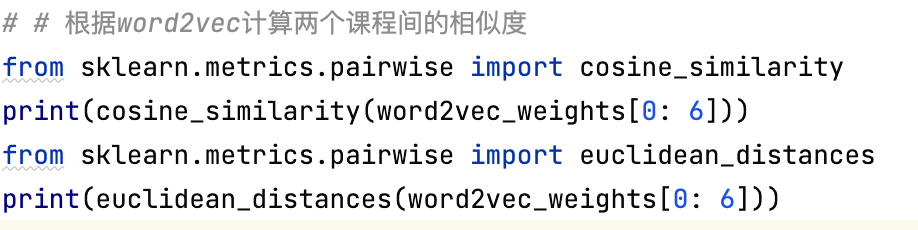 # # 根据word2vec计算两个课程间的相似度
from sklearn.metrics.pairwise import cosine_similarity
print(cosine_similarity(word2vec_weights[0: 6]))
from sklearn.metrics.pairwise import euclidean_distances
print(euclidean_distances(word2vec_weights[0: 6]))